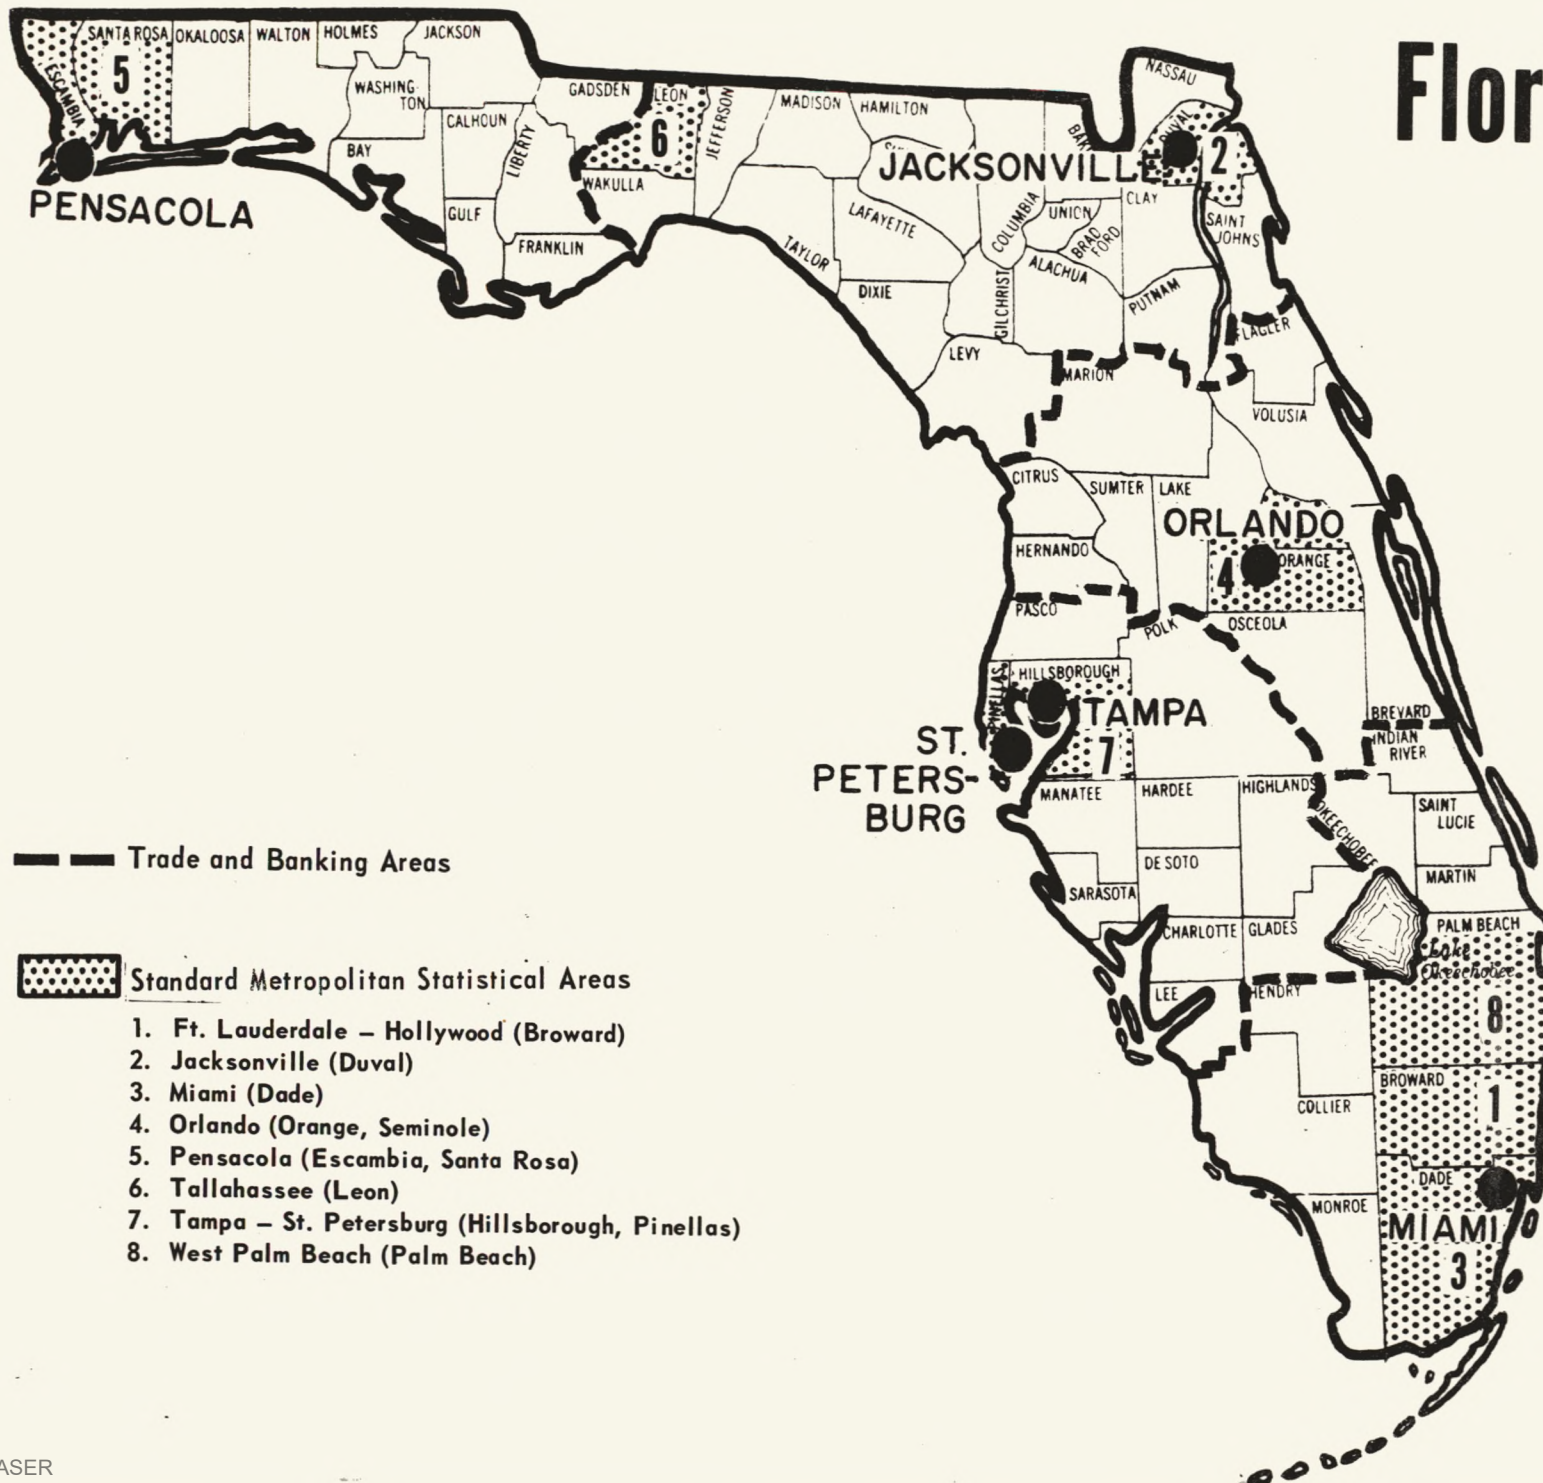 Flor
SANTA ROSA
OKALOOSA
WALTON
HOLMES
JACKSON
5
ESCAMBIA
WASHING-
TON
GADSDEN
LEON
JEFFERSON
MADISON
HAMILTON
NASSAU
CALHOUN
LIBERTY
6
DUVAL
2
BAY
JACKSONVILLE
PENSACOLA
WAKULLA
CLAY
GULF
FRANKLIN
TAYLOR
LAFAYETTE
COLUMBIA
UNION
BRAD
FORD
SAINT
JOHNS
DIXIE
GILCHRIST
ALACHUA
PUTNAM
FLAGLER
LEVY
MARION
VOLUSIA
CITRUS
SUMTER
LAKE
ORLANDO
HERNANDO
4
ORANGE
PASCO
POLK
OSCEOLA
PINELLAS
HILLSBOROUGH
TAMPA
7
ST.
PETERS-
BURG
BREVARD
INDIAN
RIVER
MANATEE
HARDEE
HIGHLANDS
OKEECHOBEE
SAINT
LUCIE
DE SOTO
MARTIN
SARASOTA
CHARLOTTE
GLADES
PALM BEACH
Lake
Okeechobee
LEE
HENDRY
8
BROWARD
1
COLLIER
DADE
MONROE
MIAMI
3
Trade and Banking Areas
Standard Metropolitan Statistical Areas
1. Ft. Lauderdale – Hollywood (Broward)
2. Jacksonville (Duval)
3. Miami (Dade)
4. Orlando (Orange, Seminole)
5. Pensacola (Escambia, Santa Rosa)
6. Tallahassee (Leon)
7. Tampa – St. Petersburg (Hillsborough, Pinellas)
8. West Palm Beach (Palm Beach)
ASER